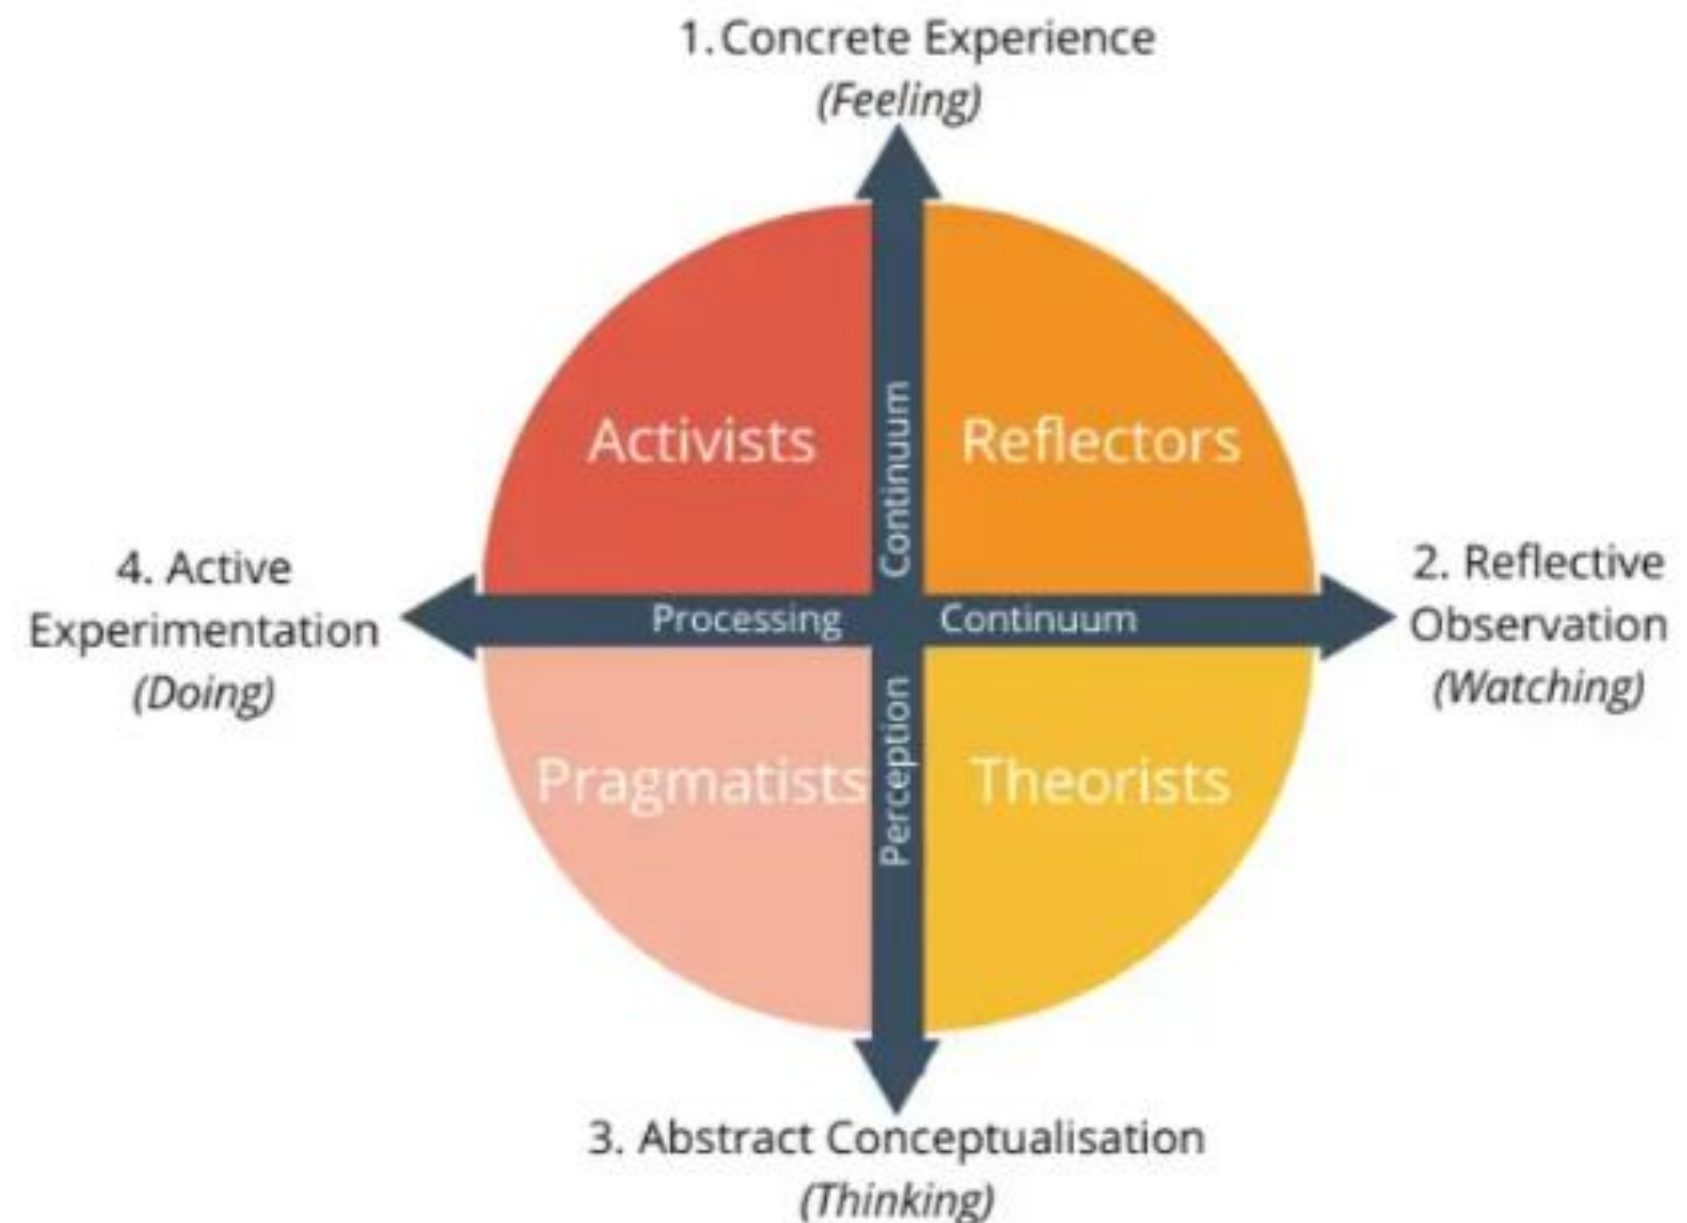 1. Concrete Experience
(Feeling)
Activists
Reflectors
Continuum
4. Active
Experimentation
(Doing)
Processing Continuum
2. Reflective
Observation
(Watching)
Perception
Pragmatists
Theorists
3. Abstract Conceptualisation
(Thinking)